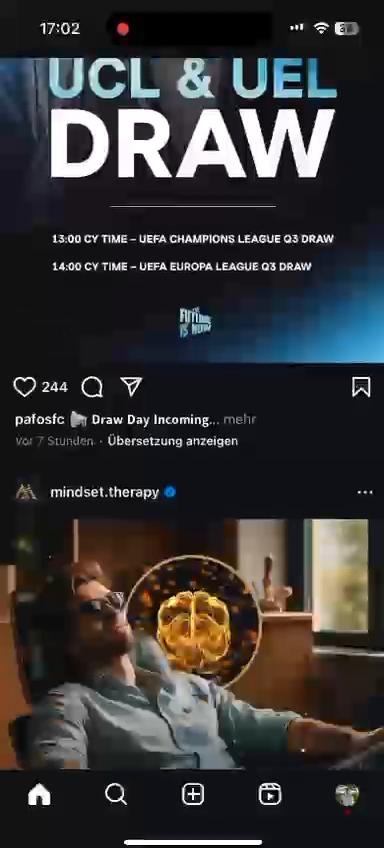 17:02
UCL & UEL
DRAW
13:00 CY TIME – UEFA CHAMPIONS LEAGUE Q3 DRAW
14:00 CY TIME – UEFA EUROPA LEAGUE Q3 DRAW
THE FUTURE IS NOW
244
pafosfc Draw Day Incoming... mehr
Vor 7 Stunden · Übersetzung anzeigen
mindset.therapy